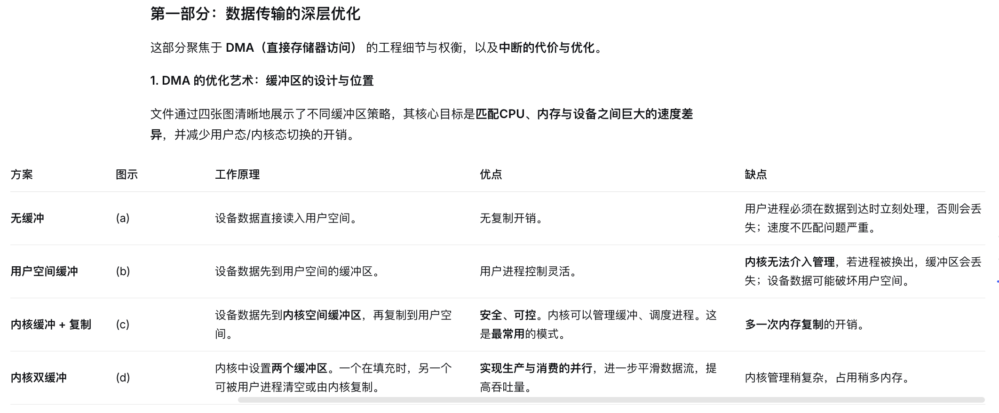 第一部分：数据传输的深层优化
这部分聚焦于 DMA（直接存储器访问） 的工程细节与权衡，以及中断的代价与优化。
1. DMA 的优化艺术：缓冲区的设计与位置
文件通过四张图清晰地展示了不同缓冲区策略，其核心目标是匹配CPU、内存与设备之间巨大的速度差
异，并减少用户态/内核态切换的开销。
方案 图示 工作原理 优点 缺点
无缓冲 (a) 设备数据直接读入用户空间。 无复制开销。 用户进程必须在数据到达时立刻处理，否则会丢
失；速度不匹配问题严重。
用户空间缓冲 (b) 设备数据先到用户空间的缓冲区。 用户进程控制灵活。 内核无法介入管理，若进程被换出，缓冲区会丢
失；设备数据可能破坏用户空间。
内核缓冲 + 复制 (c) 设备数据先到内核空间缓冲区，再复制到用户空
间。 安全、可控。内核可以管理缓冲、调度进程。这
是最常用的模式。 多一次内存复制的开销。
内核双缓冲 (d) 内核中设置两个缓冲区。一个在填充时，另一个
可被用户进程清空或由内核复制。 实现生产与消费的并行，进一步平滑数据流，提
高吞吐量。 内核管理稍复杂，占用稍多内存。